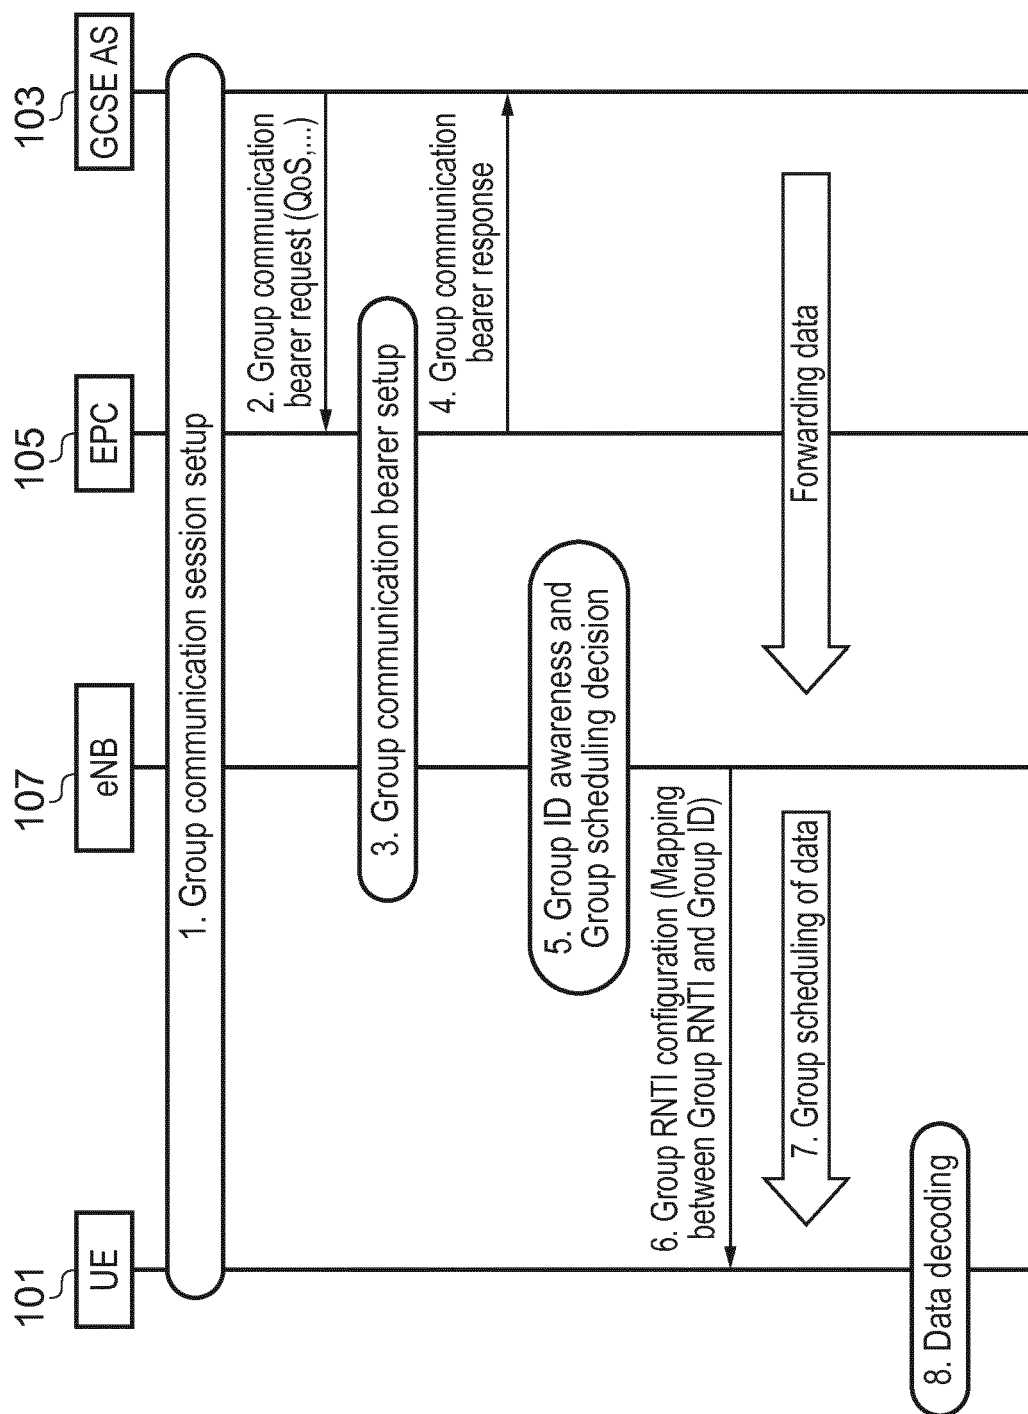 101
107
105
103
UE
eNB
EPC
GCSE AS
1. Group communication session setup
2. Group communication
bearer request (QoS,...)
3. Group communication bearer setup
4. Group communication
bearer response
5. Group ID awareness and
Group scheduling decision
6. Group RNTI configuration (Mapping
between Group RNTI and Group ID)
7. Group scheduling of data
Forwarding data
8. Data decoding